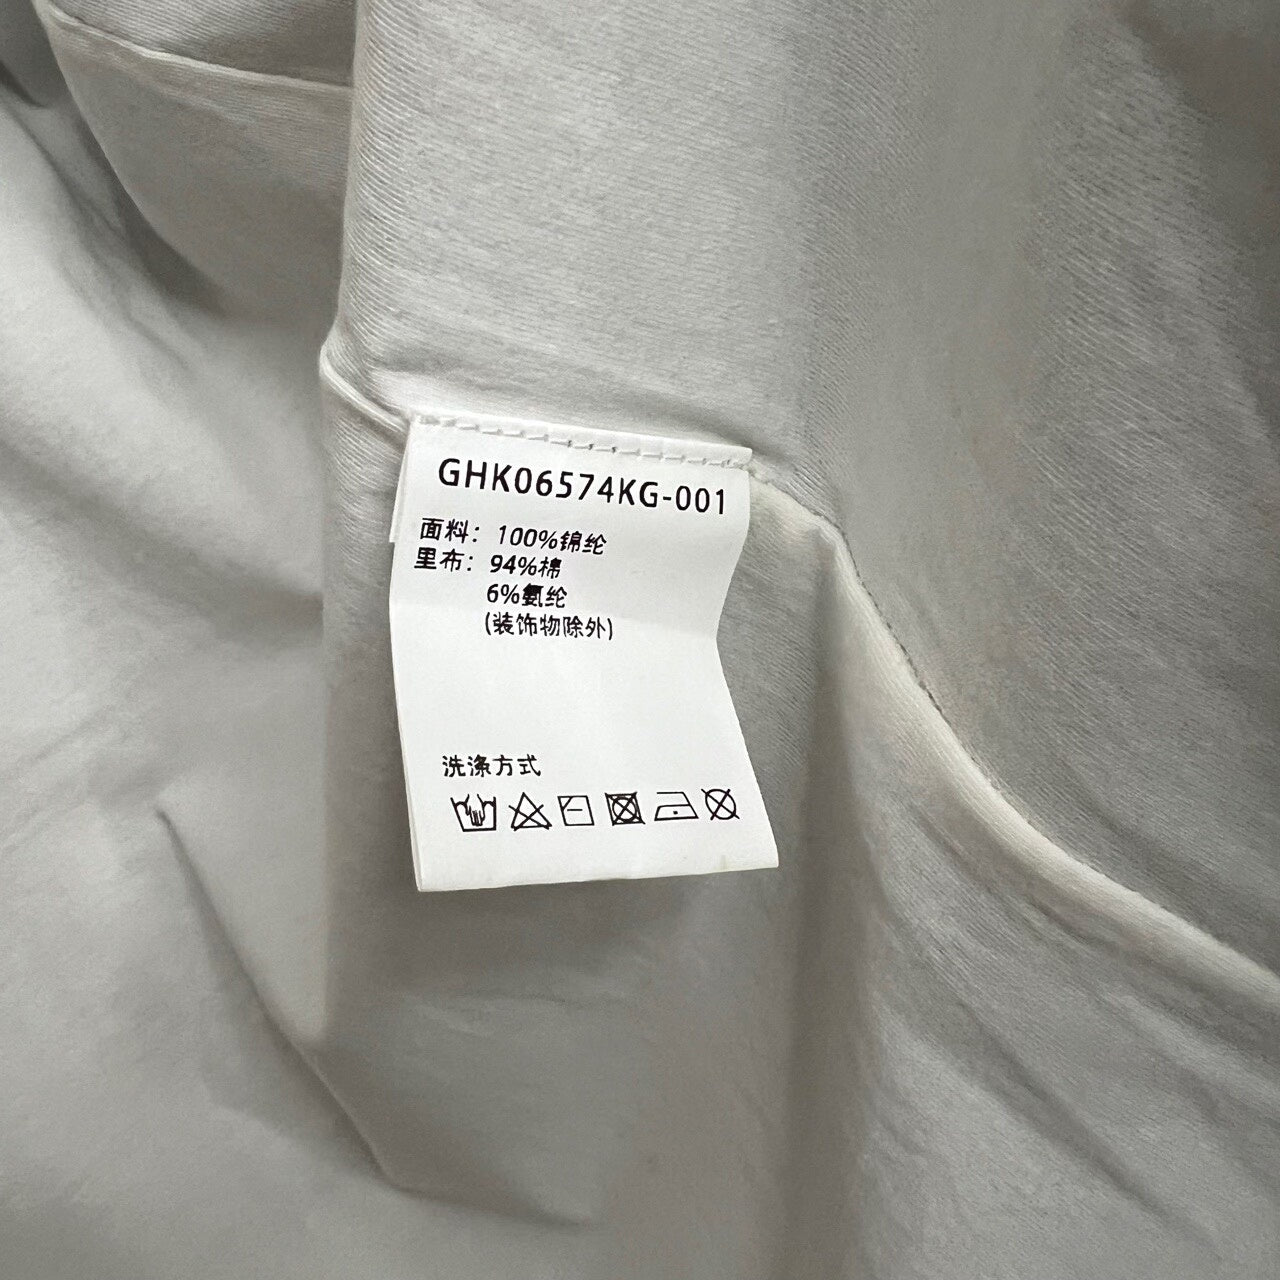 GHK06574KG-001
面料：100%锦纶
里布：94%棉
6%氨纶
(装饰物除外)
洗涤方式